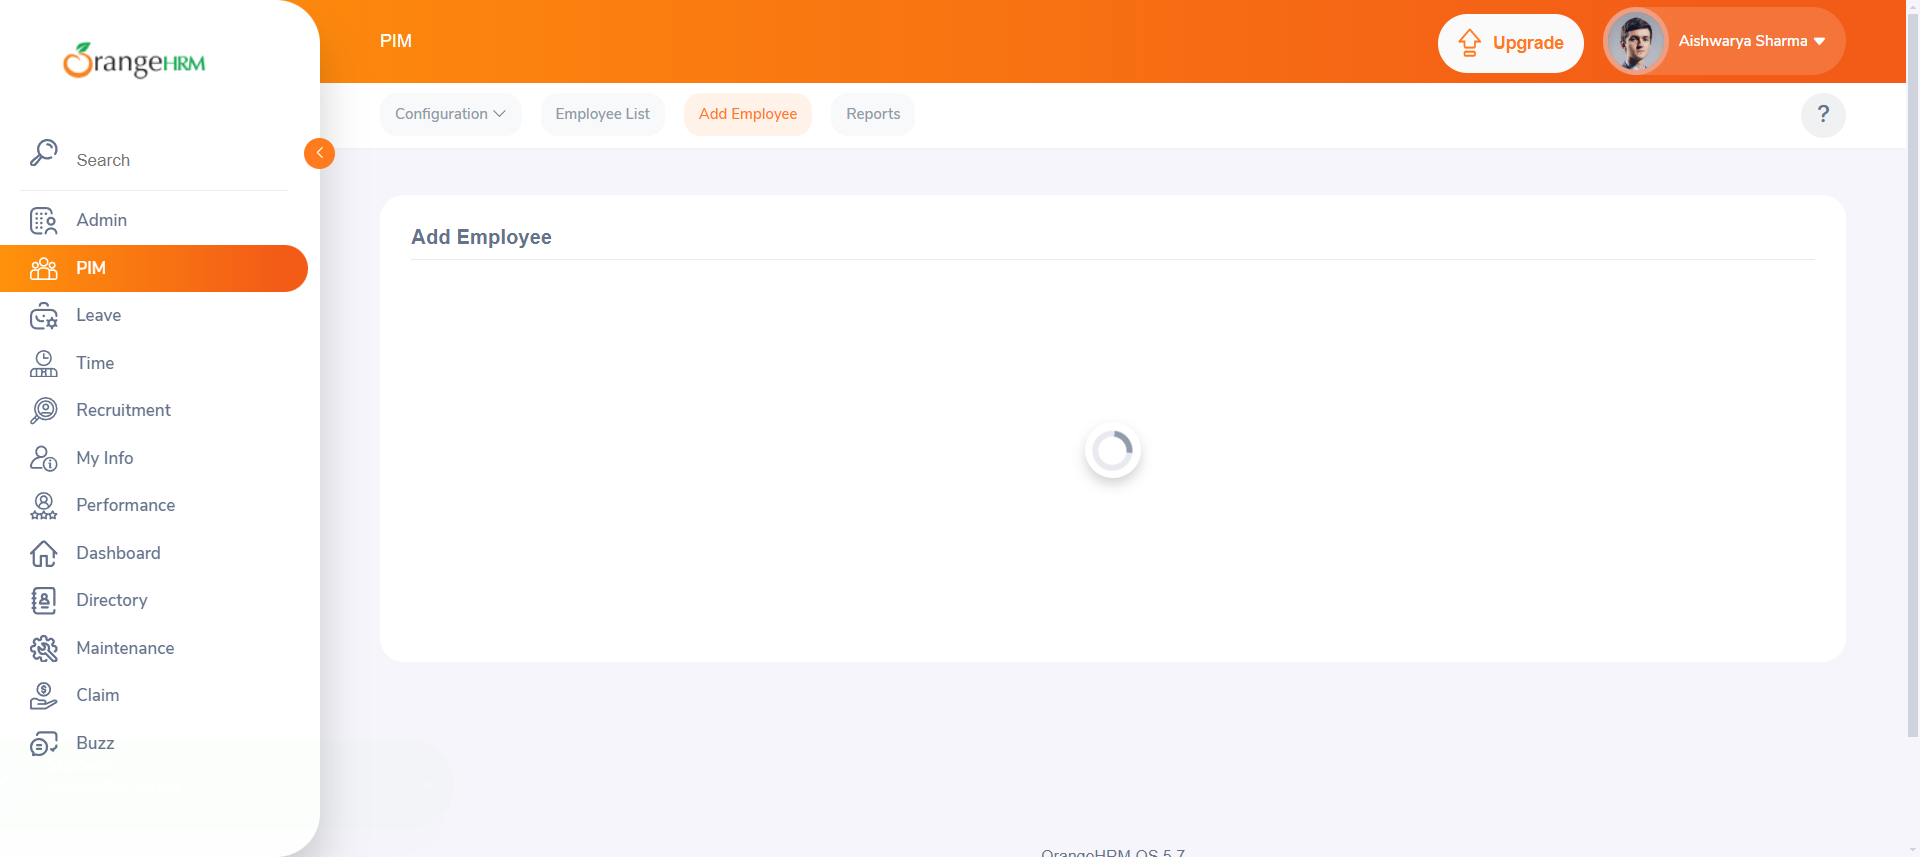 OrangeHRM
Search
Admin
PIM
Leave
Time
Recruitment
My Info
Performance
Dashboard
Directory
Maintenance
Claim
Buzz
PIM
Upgrade
Aishwarya Sharma
Configuration
Employee List
Add Employee
Reports
?
Add Employee
OrangeHRM OS 5.7